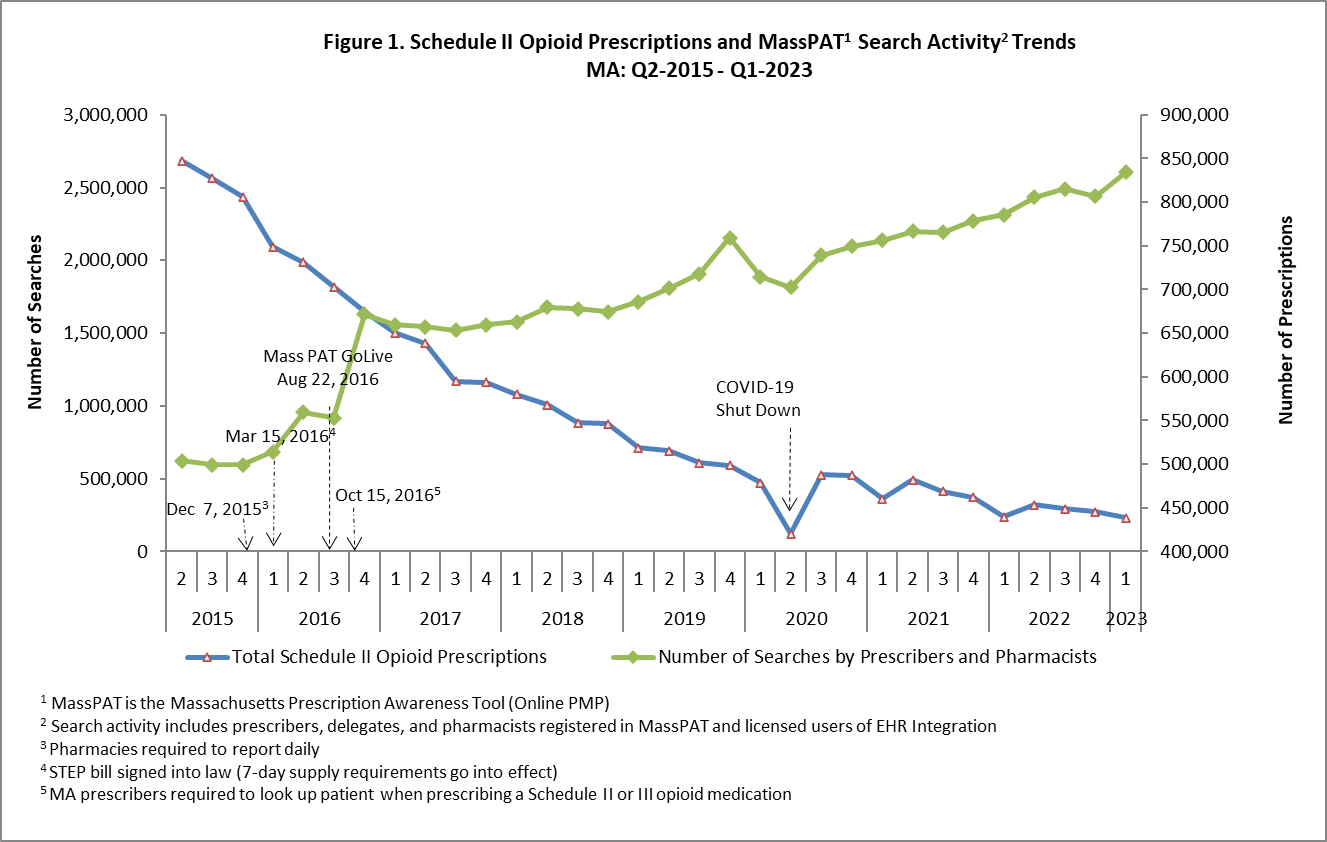 Figure 1. Schedule II Opioid Prescriptions and MassPAT¹ Search Activity² Trends
MA: Q2-2015 - Q1-2023
3,000,000
2,500,000
2,000,000
1,500,000
1,000,000
500,000
0
Number of Searches
900,000
850,000
800,000
750,000
700,000
650,000
600,000
550,000
500,000
450,000
400,000
Number of Prescriptions
Mass PAT GoLive
Aug 22, 2016
Mar 15, 2016⁴
Dec 7, 2015³
Oct 15, 2016⁵
COVID-19
Shut Down
2 3 4 1 2 3 4 1 2 3 4 1 2 3 4 1 2 3 4 1 2 3 4 1 2 3 4 1 2 3 4 1
2015 2016 2017 2018 2019 2020 2021 2022 2023
Total Schedule II Opioid Prescriptions
Number of Searches by Prescribers and Pharmacists
¹ MassPAT is the Massachusetts Prescription Awareness Tool (Online PMP)
² Search activity includes prescribers, delegates, and pharmacists registered in MassPAT and licensed users of EHR Integration
³ Pharmacies required to report daily
⁴ STEP bill signed into law (7-day supply requirements go into effect)
⁵ MA prescribers required to look up patient when prescribing a Schedule II or III opioid medication